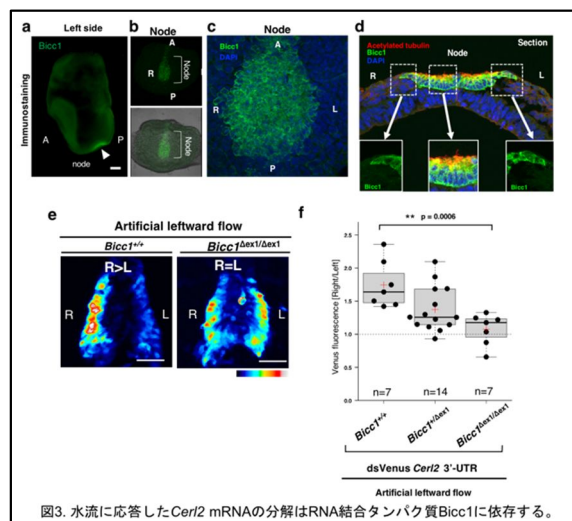 a
Left side
Bicc1
Immunostaining
A
P
node
b
Node
A
R
Node
P
Node
c
Bicc1
DAPI
A
R
L
P
d
Section
Acetylated tubulin
Bicc1
DAPI
Node
R
L
Bicc1
Bicc1
e
Artificial leftward flow
Bicc1+/+
Bicc1Δex1/Δex1
R>L
R=L
R
L
R
L
f
** p = 0.0006
Venus fluorescence [Right/Left]
2.5
2.0
1.5
1.0
0.5
0.0
n=7
n=14
n=7
Bicc1+/+
Bicc1+/Δex1
Bicc1Δex1/Δex1
dsVenus Cerl2 3'-UTR
Artificial leftward flow
図3. 水流に応答したCerl2 mRNAの分解はRNA結合タンパク質Bicc1に依存する。